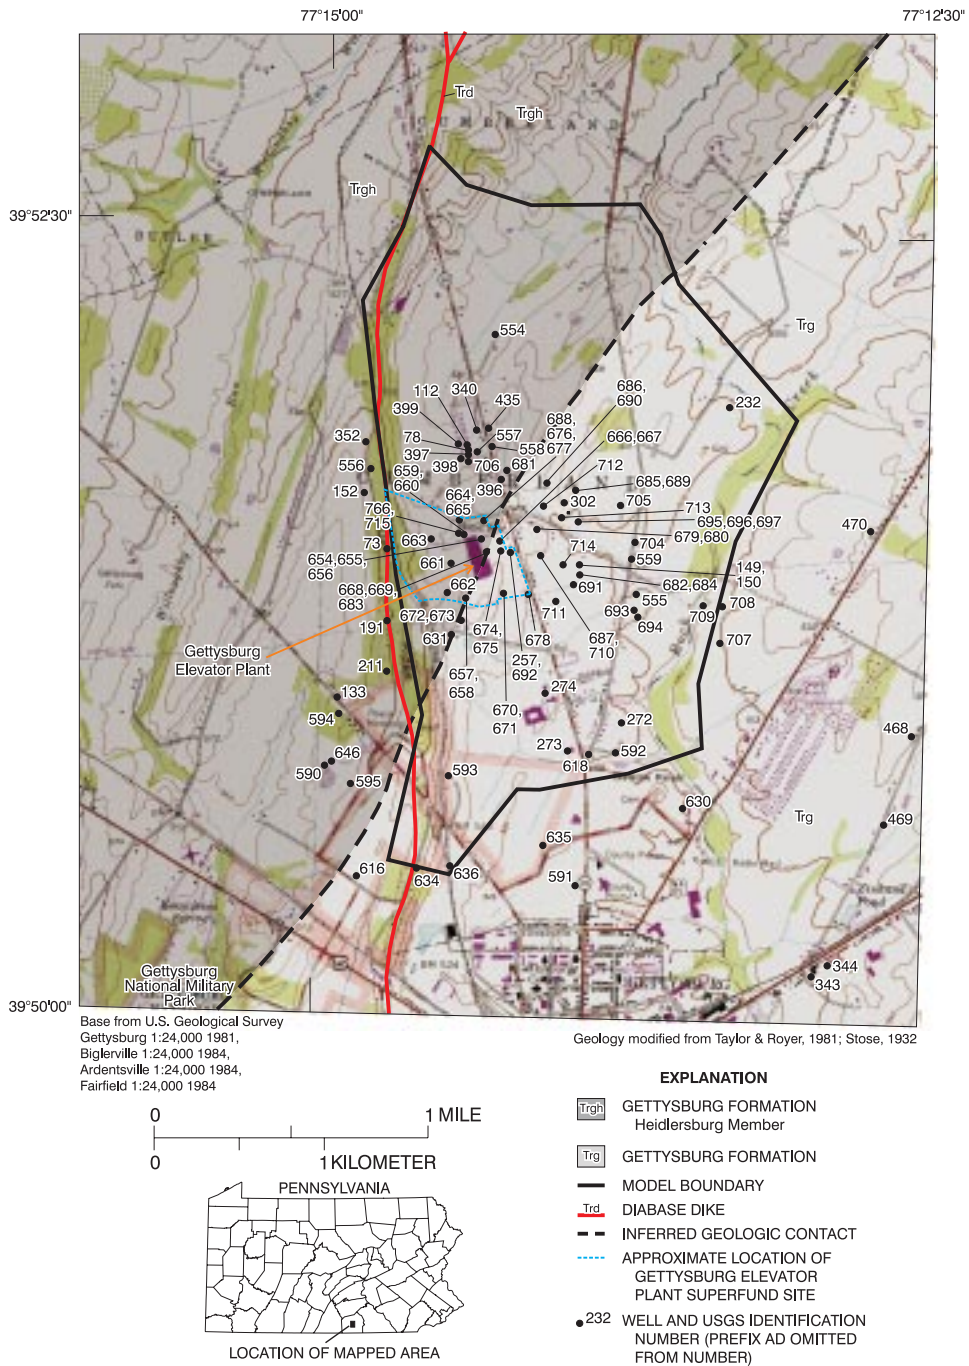 77°15'00"
77°12'30"
Trd
Trgh
CUMBERLAND
Trgh
39°52'30"
BUTLER
554
Trg
112
340
435
399
686,
690
688,
676,
677
232
352
78
397
557
558
666,667
398
706
681
712
556
659,
660
685,689
152
664,
665
396
302
705
713
766,
715
695,696,697
470
663
679,680
73
704
654,655,
656
661
714
559
149,
150
668,669,
683
691
682,684
662
555
708
709
672,673
711
693
694
191
631
674,
675
678
687,
710
707
Gettysburg
Elevator Plant
657,
658
257,
692
211
133
274
670,
671
594
272
468
273
592
646
590
618
593
595
630
Trg
469
635
616
634
636
591
344
343
Gettysburg
National Military
Park
39°50'00"
Base from U.S. Geological Survey
Gettysburg 1:24,000 1981,
Biglerville 1:24,000 1984,
Ardentsville 1:24,000 1984,
Fairfield 1:24,000 1984
Geology modified from Taylor & Royer, 1981; Stose, 1932
0 1 MILE
0 1 KILOMETER
PENNSYLVANIA
LOCATION OF MAPPED AREA
EXPLANATION
Trgh GETTYSBURG FORMATION
Heidlersburg Member
Trg GETTYSBURG FORMATION
MODEL BOUNDARY
Trd DIABASE DIKE
INFERRED GEOLOGIC CONTACT
APPROXIMATE LOCATION OF
GETTYSBURG ELEVATOR
PLANT SUPERFUND SITE
232 WELL AND USGS IDENTIFICATION
NUMBER (PREFIX AD OMITTED
FROM NUMBER)